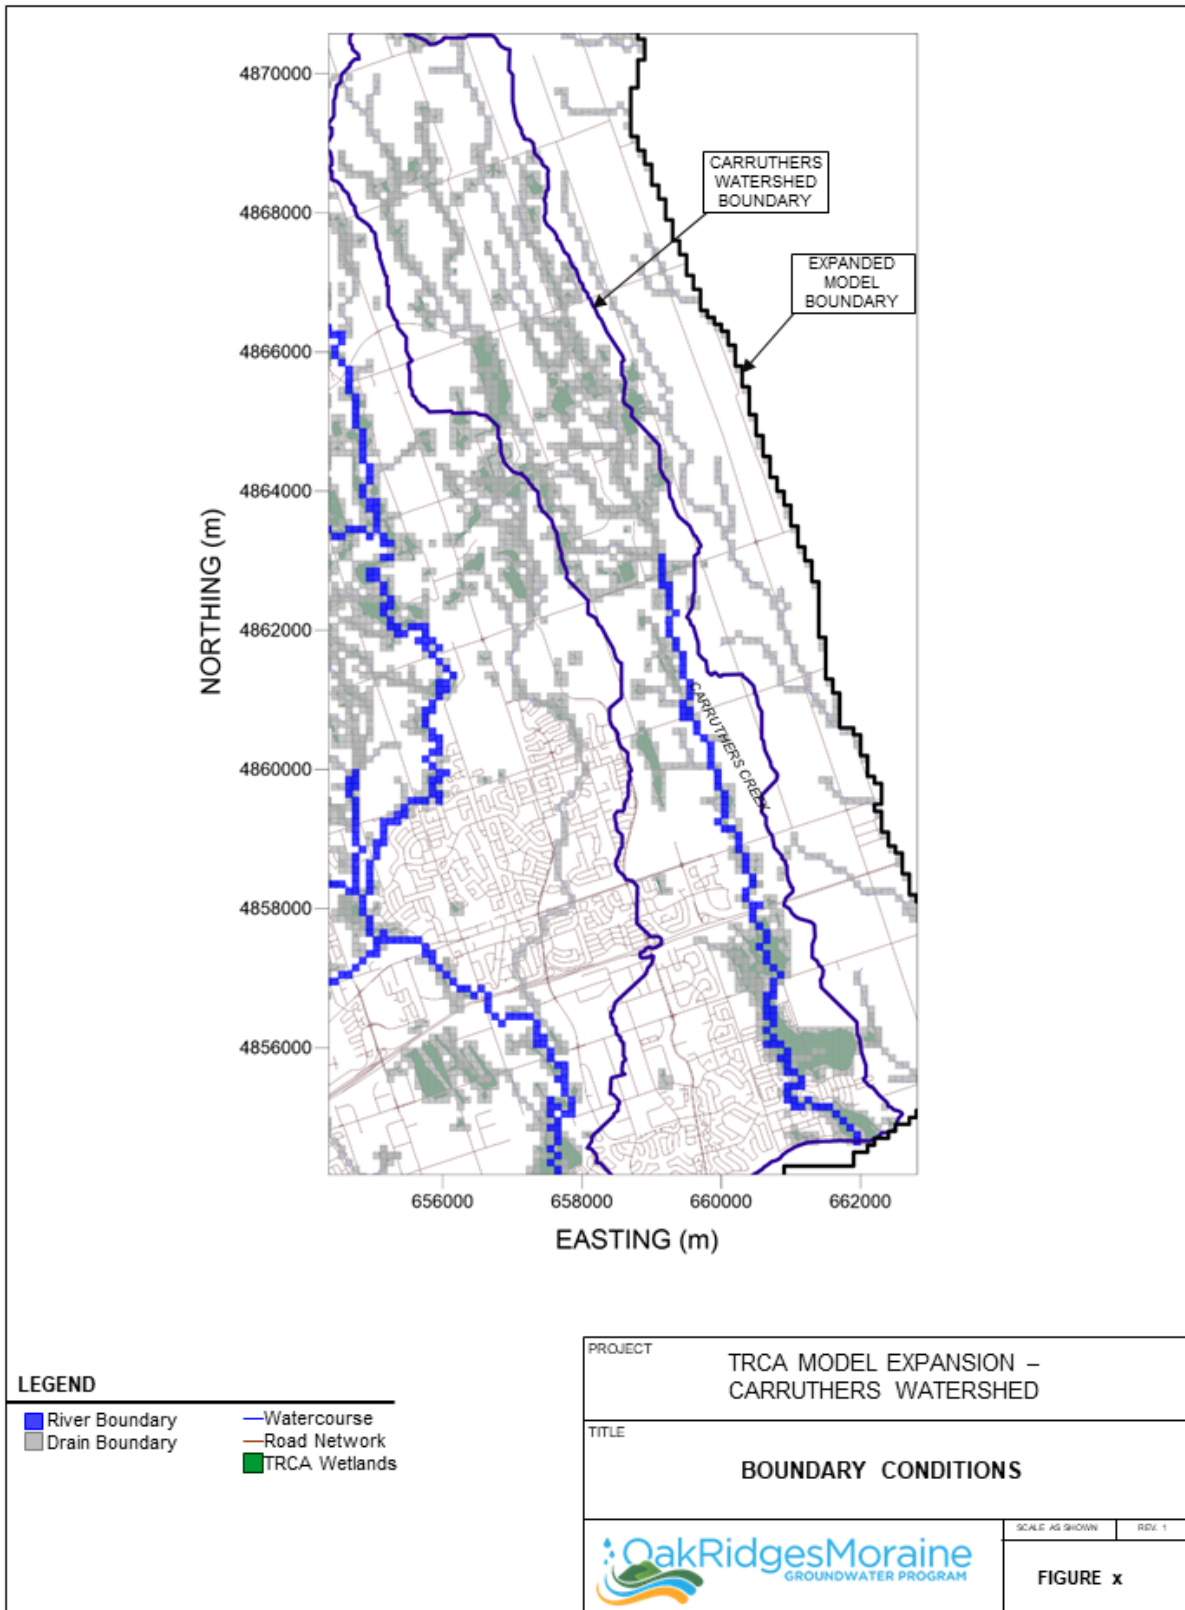 4870000
CARRUTHERS
WATERSHED
BOUNDARY
4868000
EXPANDED
MODEL
BOUNDARY
4866000
4864000
NORTHING (m)
4862000
CARRUTHERS CREEK
4860000
4858000
4856000
656000
658000
660000
662000
EASTING (m)
LEGEND
River Boundary
Drain Boundary
Watercourse
Road Network
TRCA Wetlands
PROJECT
TRCA MODEL EXPANSION –
CARRUTHERS WATERSHED
TITLE
BOUNDARY CONDITIONS
OakRidgesMoraine
GROUNDWATER PROGRAM
SCALE AS SHOWN
REV. 1
FIGURE x